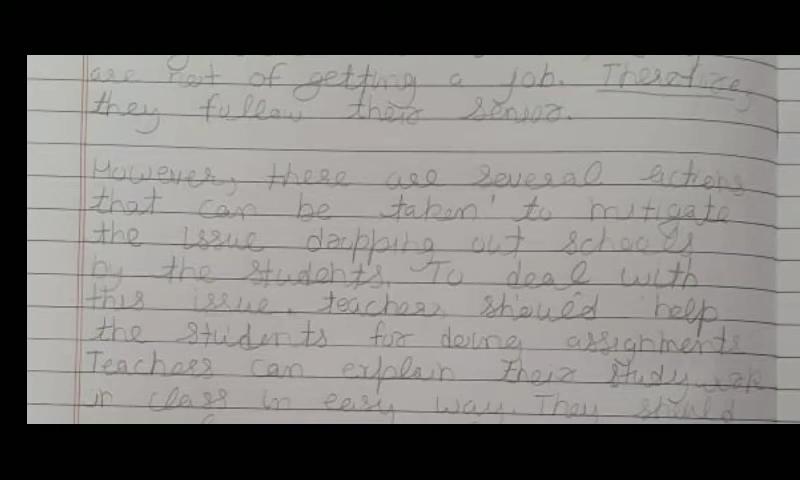 are not of getting a job. Therefore,
they follow their senior.
However, there are several actions
that can be taken to mitigate
the issue drapping out schools
by the students. To deal with
this issue, teachers should help
the students for doing assignments
Teachers can explain their study work
in class in easy way. They should